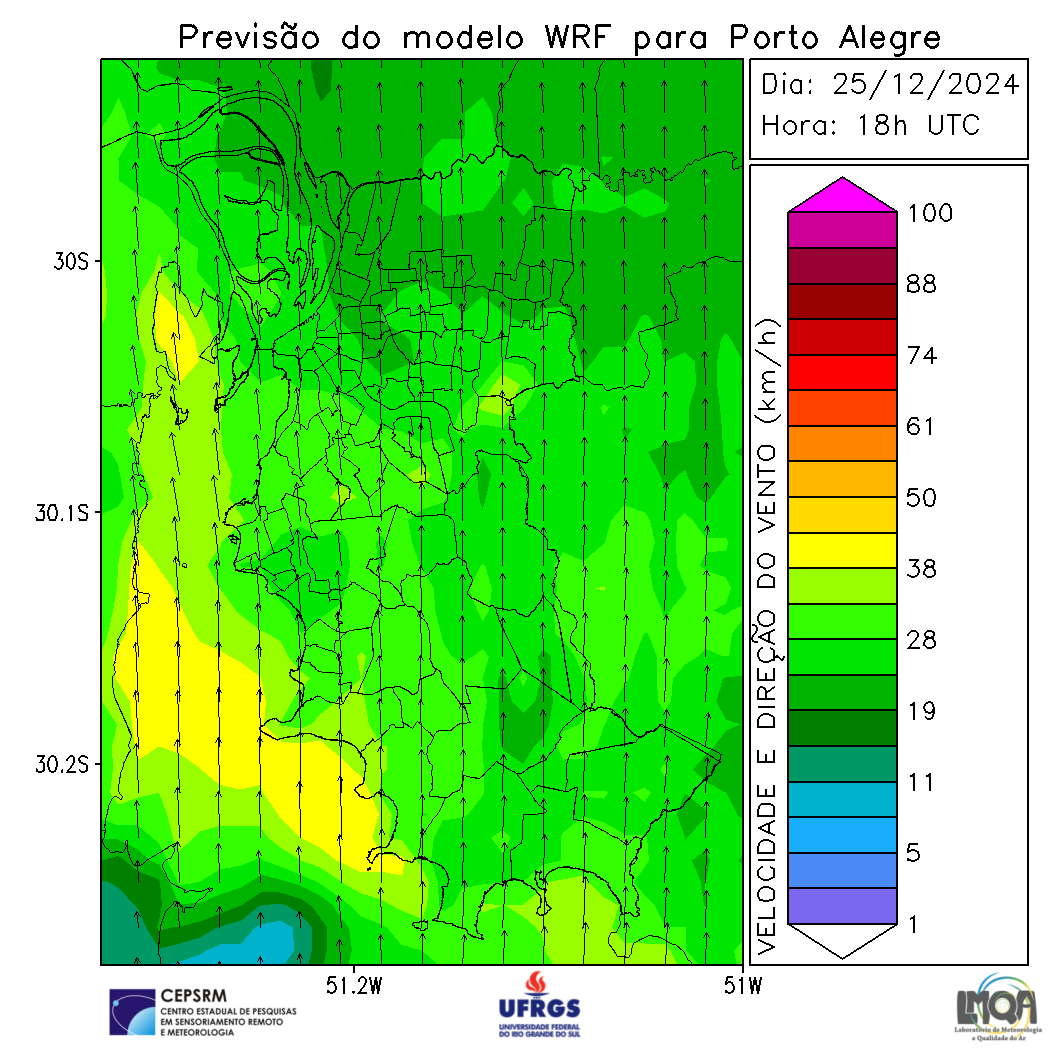 Previsão do modelo WRF para Porto Alegre
Dia: 25/12/2024
Hora: 18h UTC
30S
30.1S
30.2S
51.2W
51W
VELOCIDADE E DIREÇÃO DO VENTO (km/h)
100
88
74
61
50
38
28
19
11
5
1
CEPSRM
CENTRO ESTADUAL DE PESQUISAS
EM SENSORIAMENTO REMOTO
E METEOROLOGIA
UFRGS
UNIVERSIDADE FEDERAL
DO RIO GRANDE DO SUL
LMQA
Laboratório de Meteorologia
e Qualidade do Ar